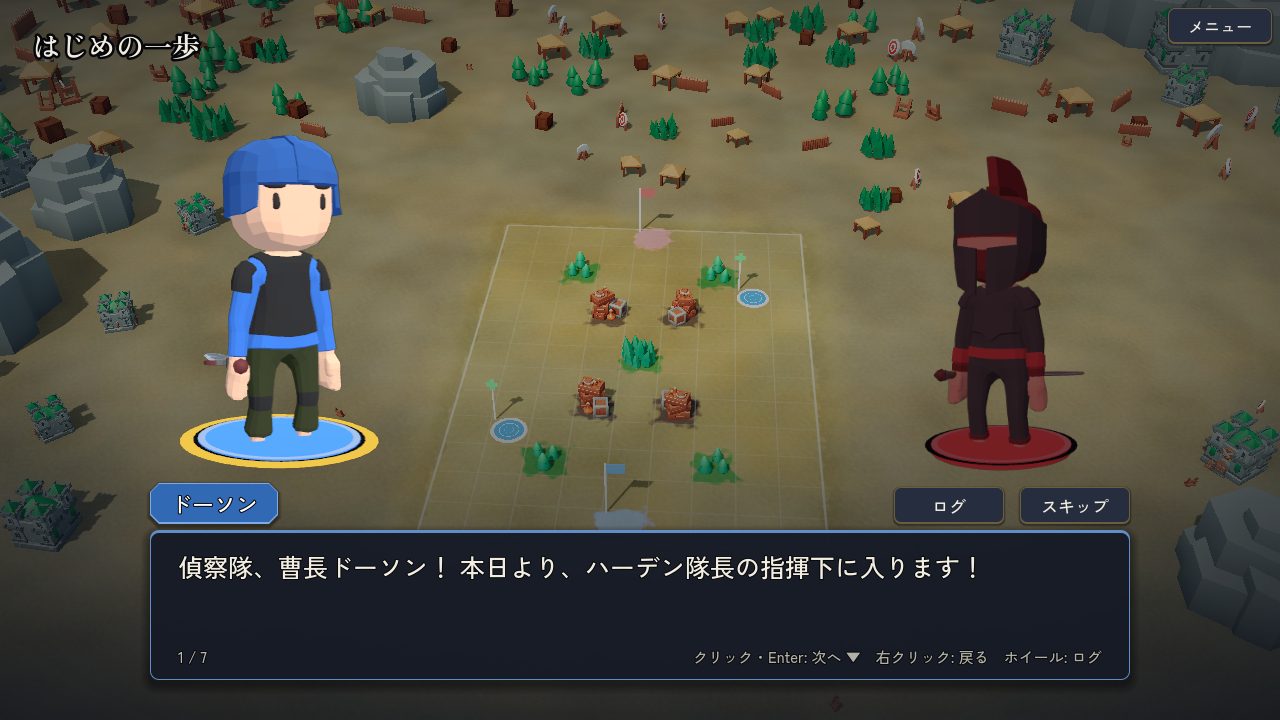 はじめの一歩
メニュー
ドーソン
ログ
スキップ
偵察隊、曹長ドーソン！ 本日より、ハーデン隊長の指揮下に入ります！
1 / 7
クリック・Enter: 次へ ▼ 右クリック: 戻る ホイール: ログ